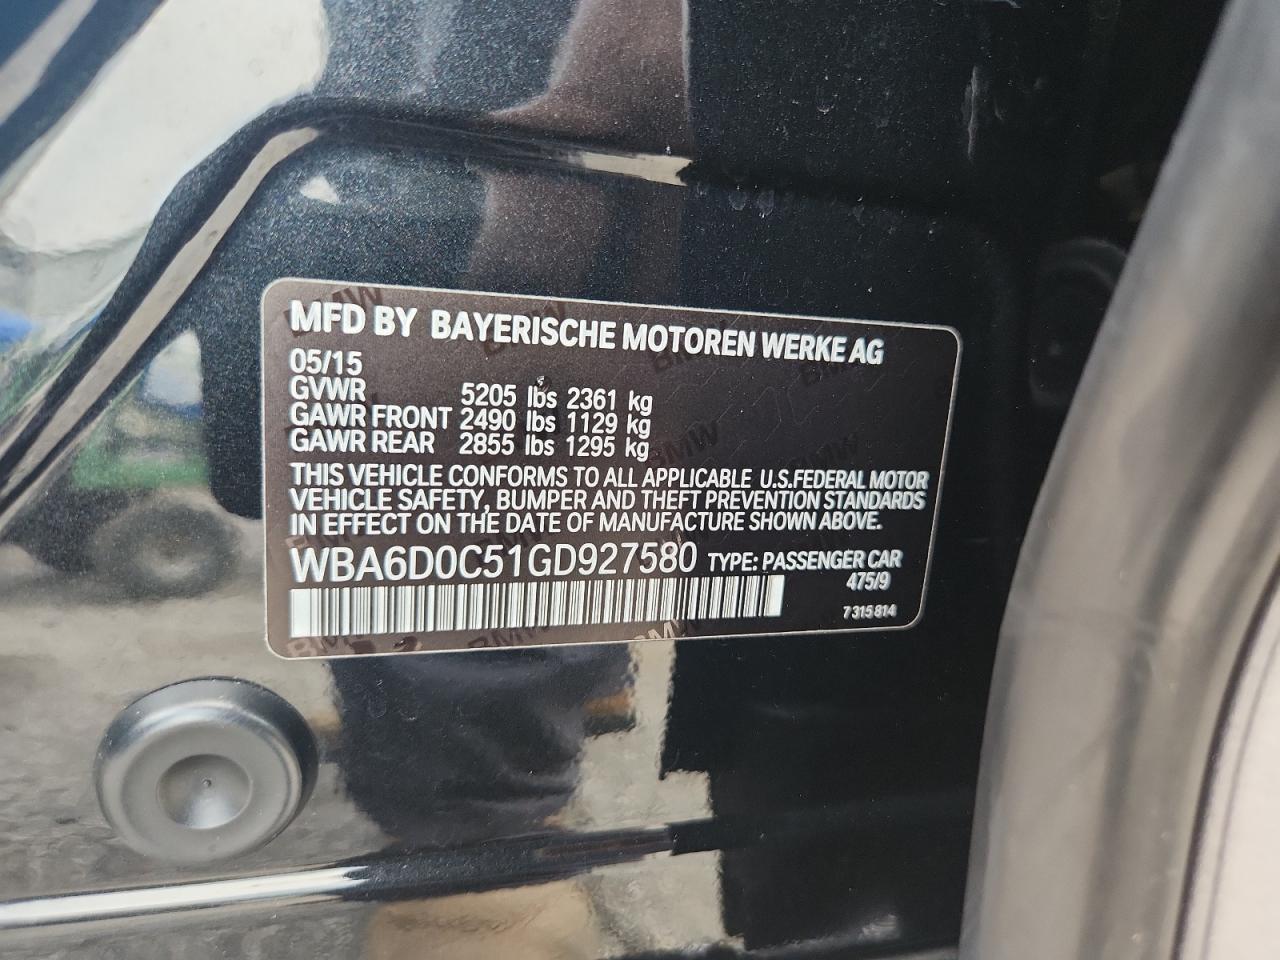 MFD BY BAYERISCHE MOTOREN WERKE AG
05/15
GVWR 5205 lbs 2361 kg
GAWR FRONT 2490 lbs 1129 kg
GAWR REAR 2855 lbs 1295 kg
THIS VEHICLE CONFORMS TO ALL APPLICABLE U.S.FEDERAL MOTOR
VEHICLE SAFETY, BUMPER AND THEFT PREVENTION STANDARDS
IN EFFECT ON THE DATE OF MANUFACTURE SHOWN ABOVE.
WBA6D0C51GD927580 TYPE: PASSENGER CAR
475/9
7 315 814